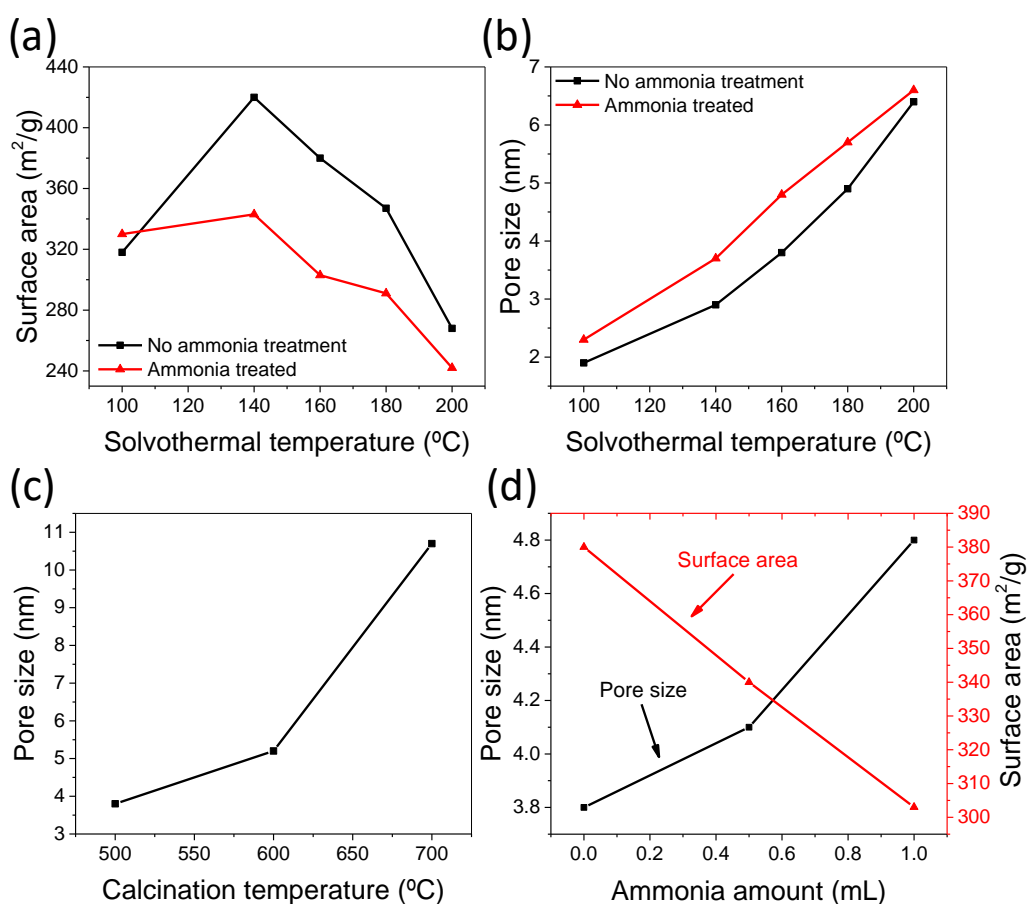 (a)
440
400
360
320
280
240
Surface area (m²/g)
No ammonia treatment
Ammonia treated
100 120 140 160 180 200
Solvothermal temperature (ºC)
(b)
7
6
5
4
3
2
Pore size (nm)
No ammonia treatment
Ammonia treated
100 120 140 160 180 200
Solvothermal temperature (ºC)
(c)
11
10
9
8
7
6
5
4
3
Pore size (nm)
500 550 600 650 700
Calcination temperature (ºC)
(d)
4.8
4.6
4.4
4.2
4.0
3.8
Pore size (nm)
Surface area
Pore size
390
380
370
360
350
340
330
320
310
300
Surface area (m²/g)
0.0 0.2 0.4 0.6 0.8 1.0
Ammonia amount (mL)